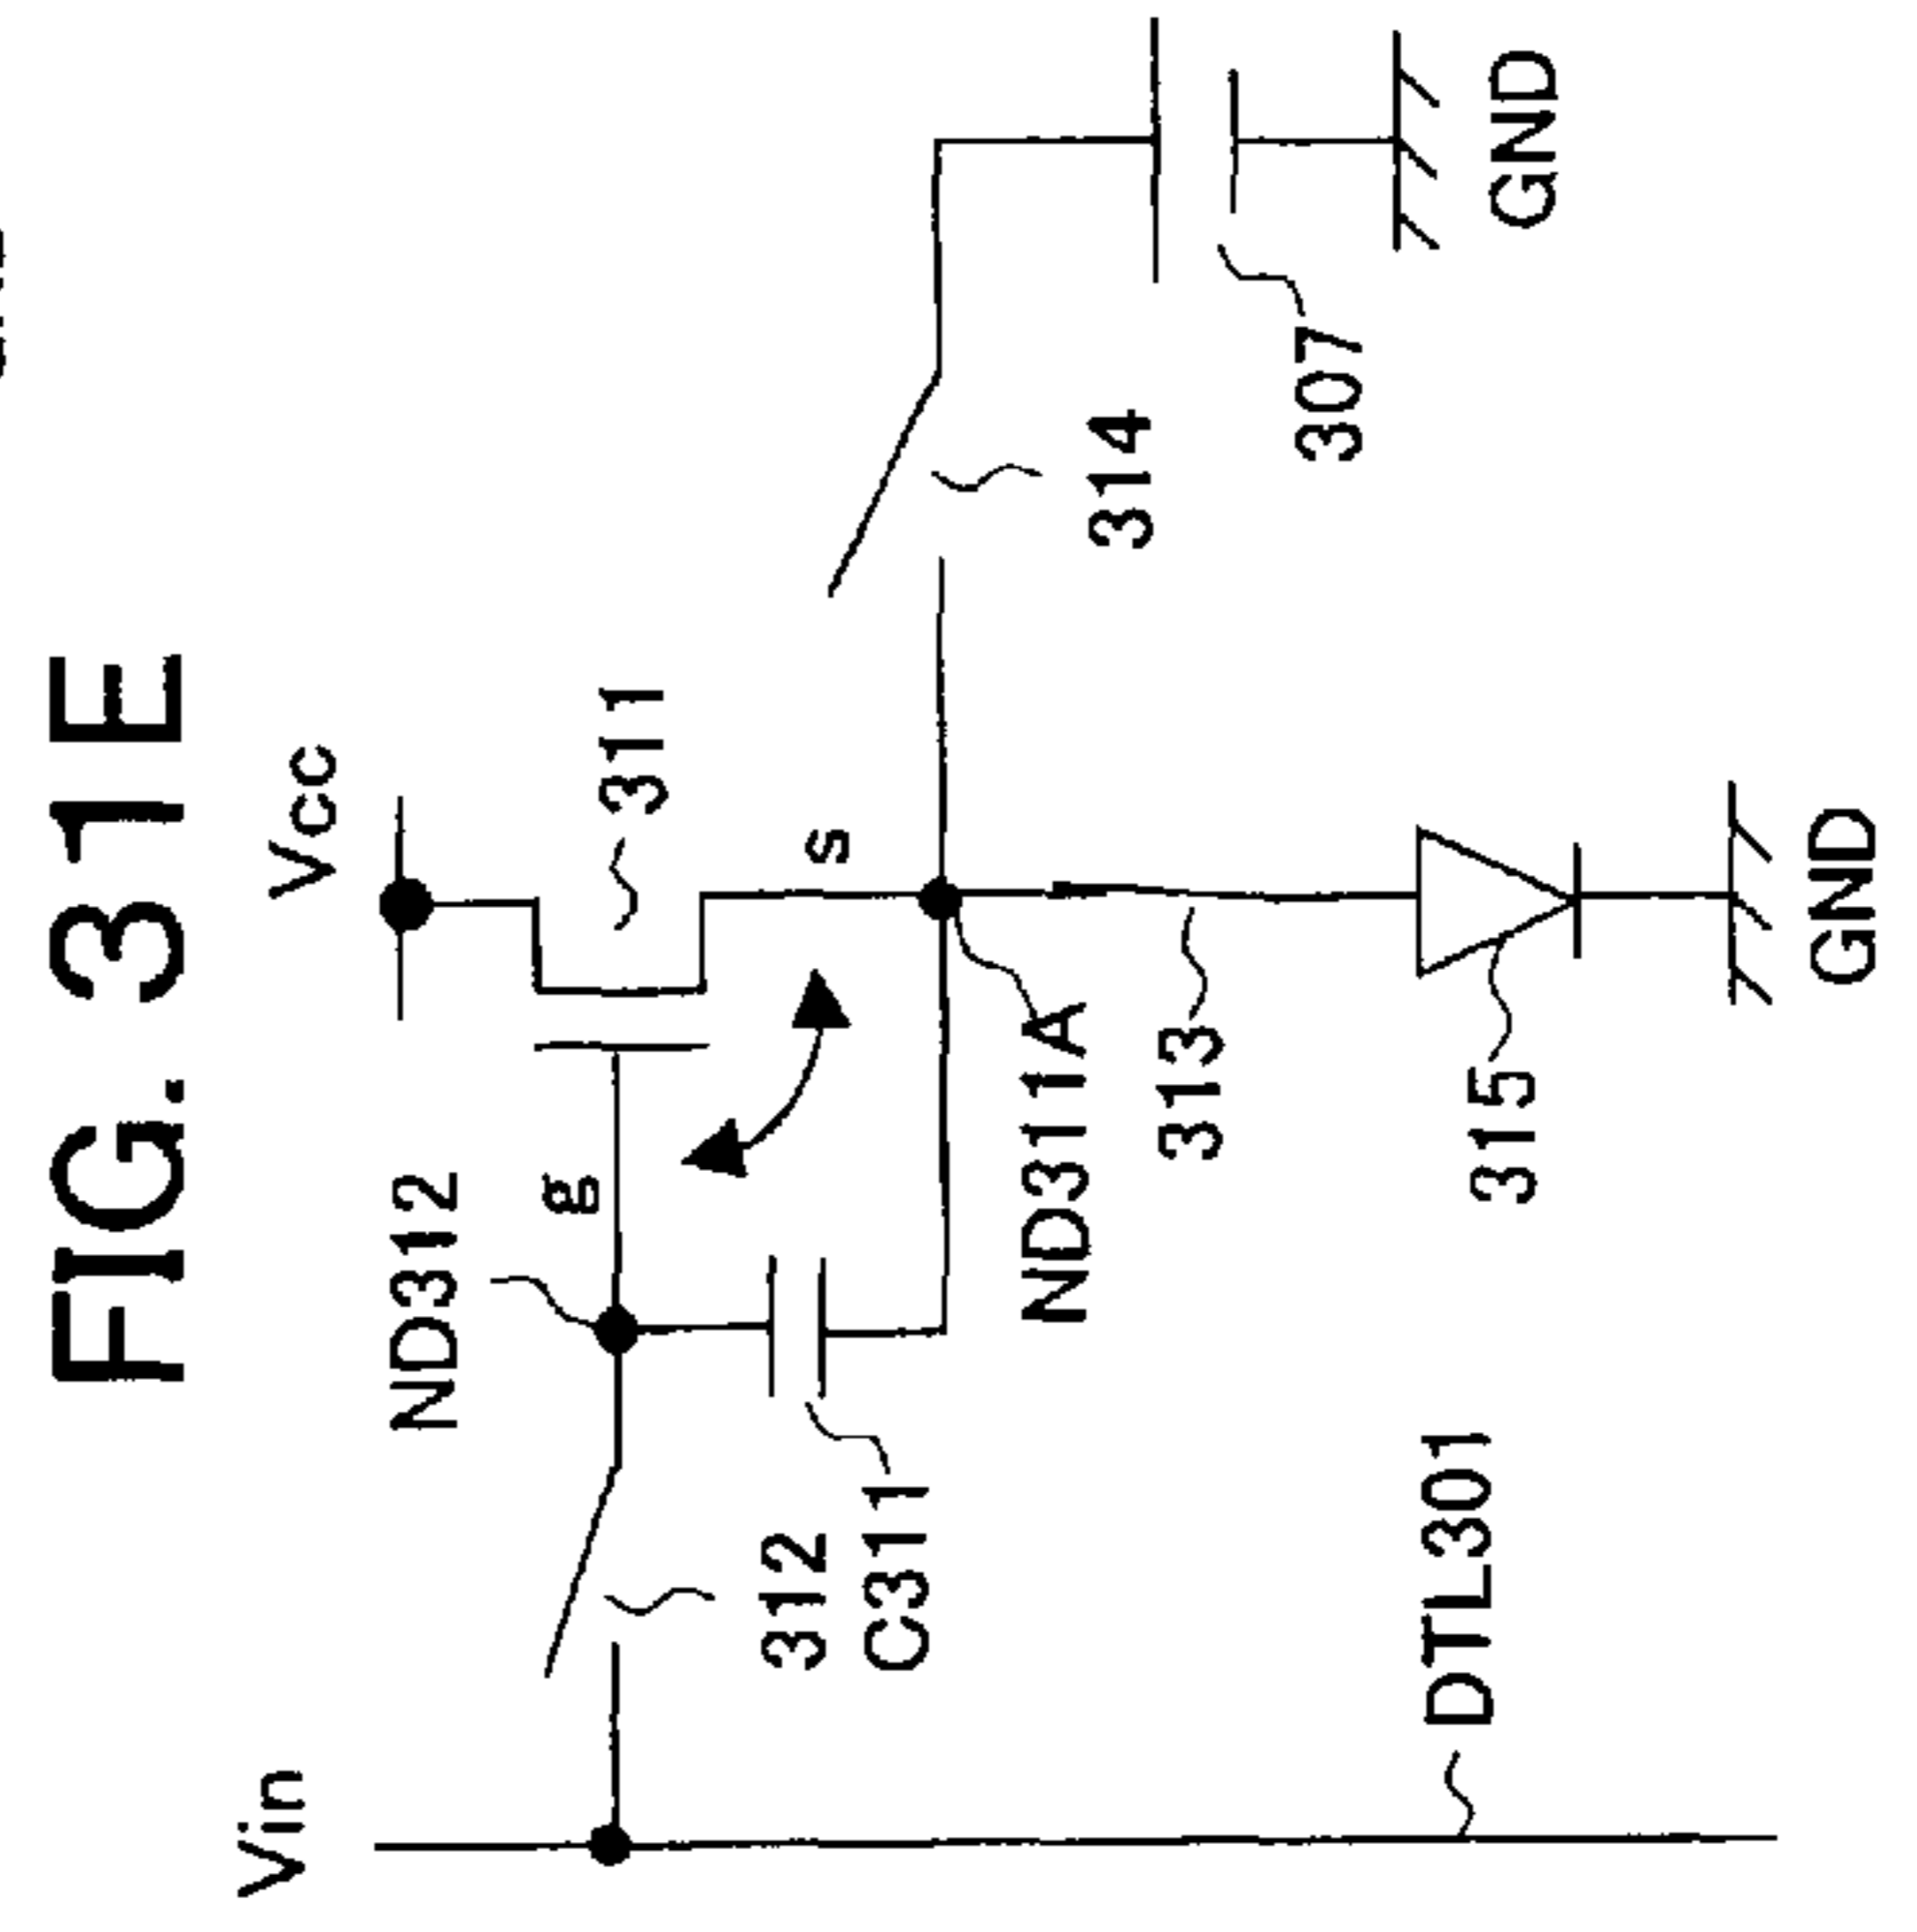 FIG. 31E
Vin
Vcc
ND312
g
311
s
312
C311
ND311A
314
313
307
DTL301
315
GND
GND